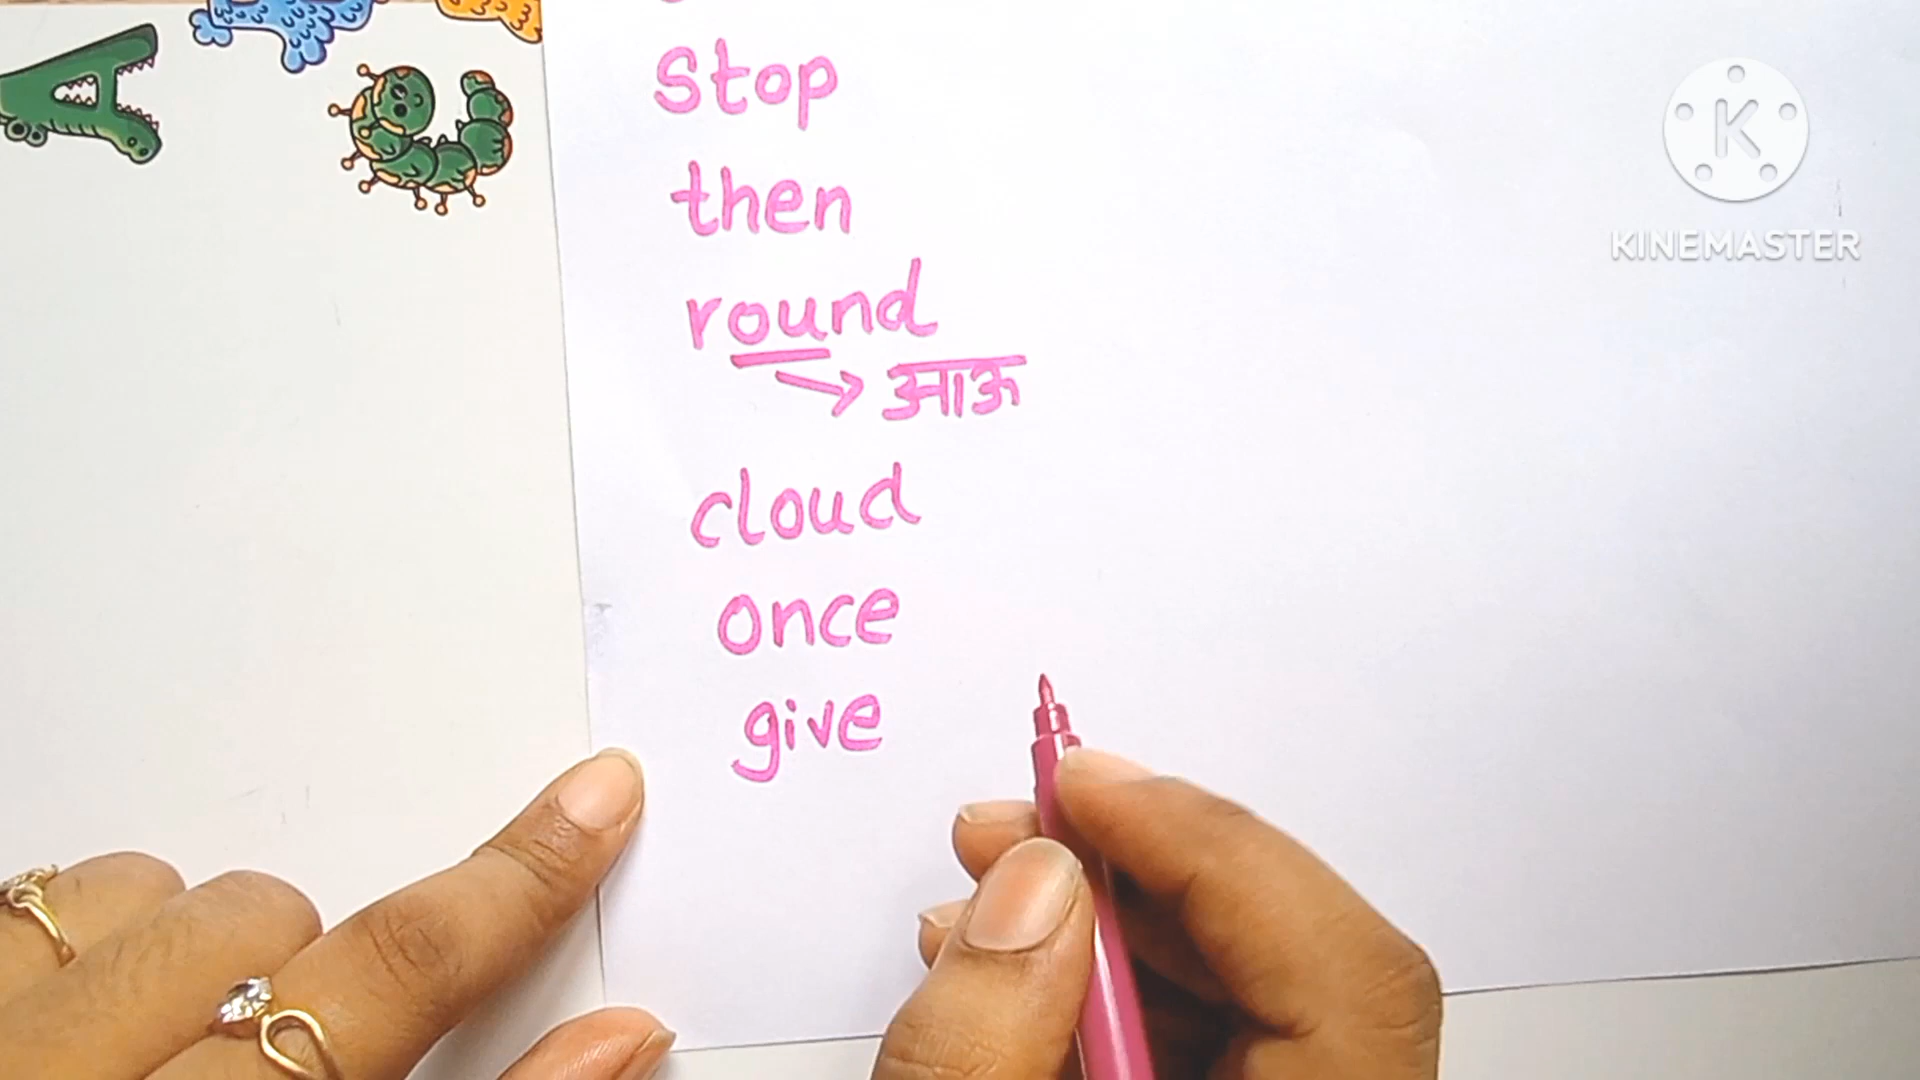 stop
then
round
→ आऊ
cloud
once
give
K
KINEMASTER